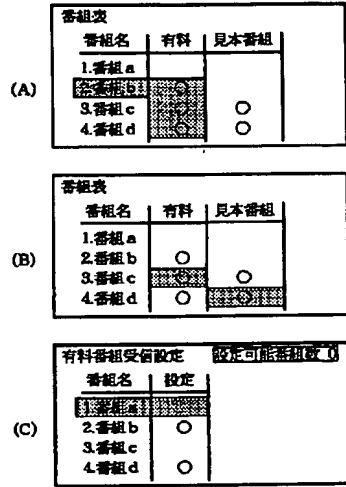 (A)
番組表
番組名 有料 見本番組
1.番組a
2.番組b ○
3.番組c ○ ○
4.番組d ○ ○
(B)
番組表
番組名 有料 見本番組
1.番組a
2.番組b ○
3.番組c ○ ○
4.番組d ○ ○
(C)
有料番組受信設定 設定可能番組数 0
番組名 設定
1.番組a
2.番組b ○
3.番組c
4.番組d ○